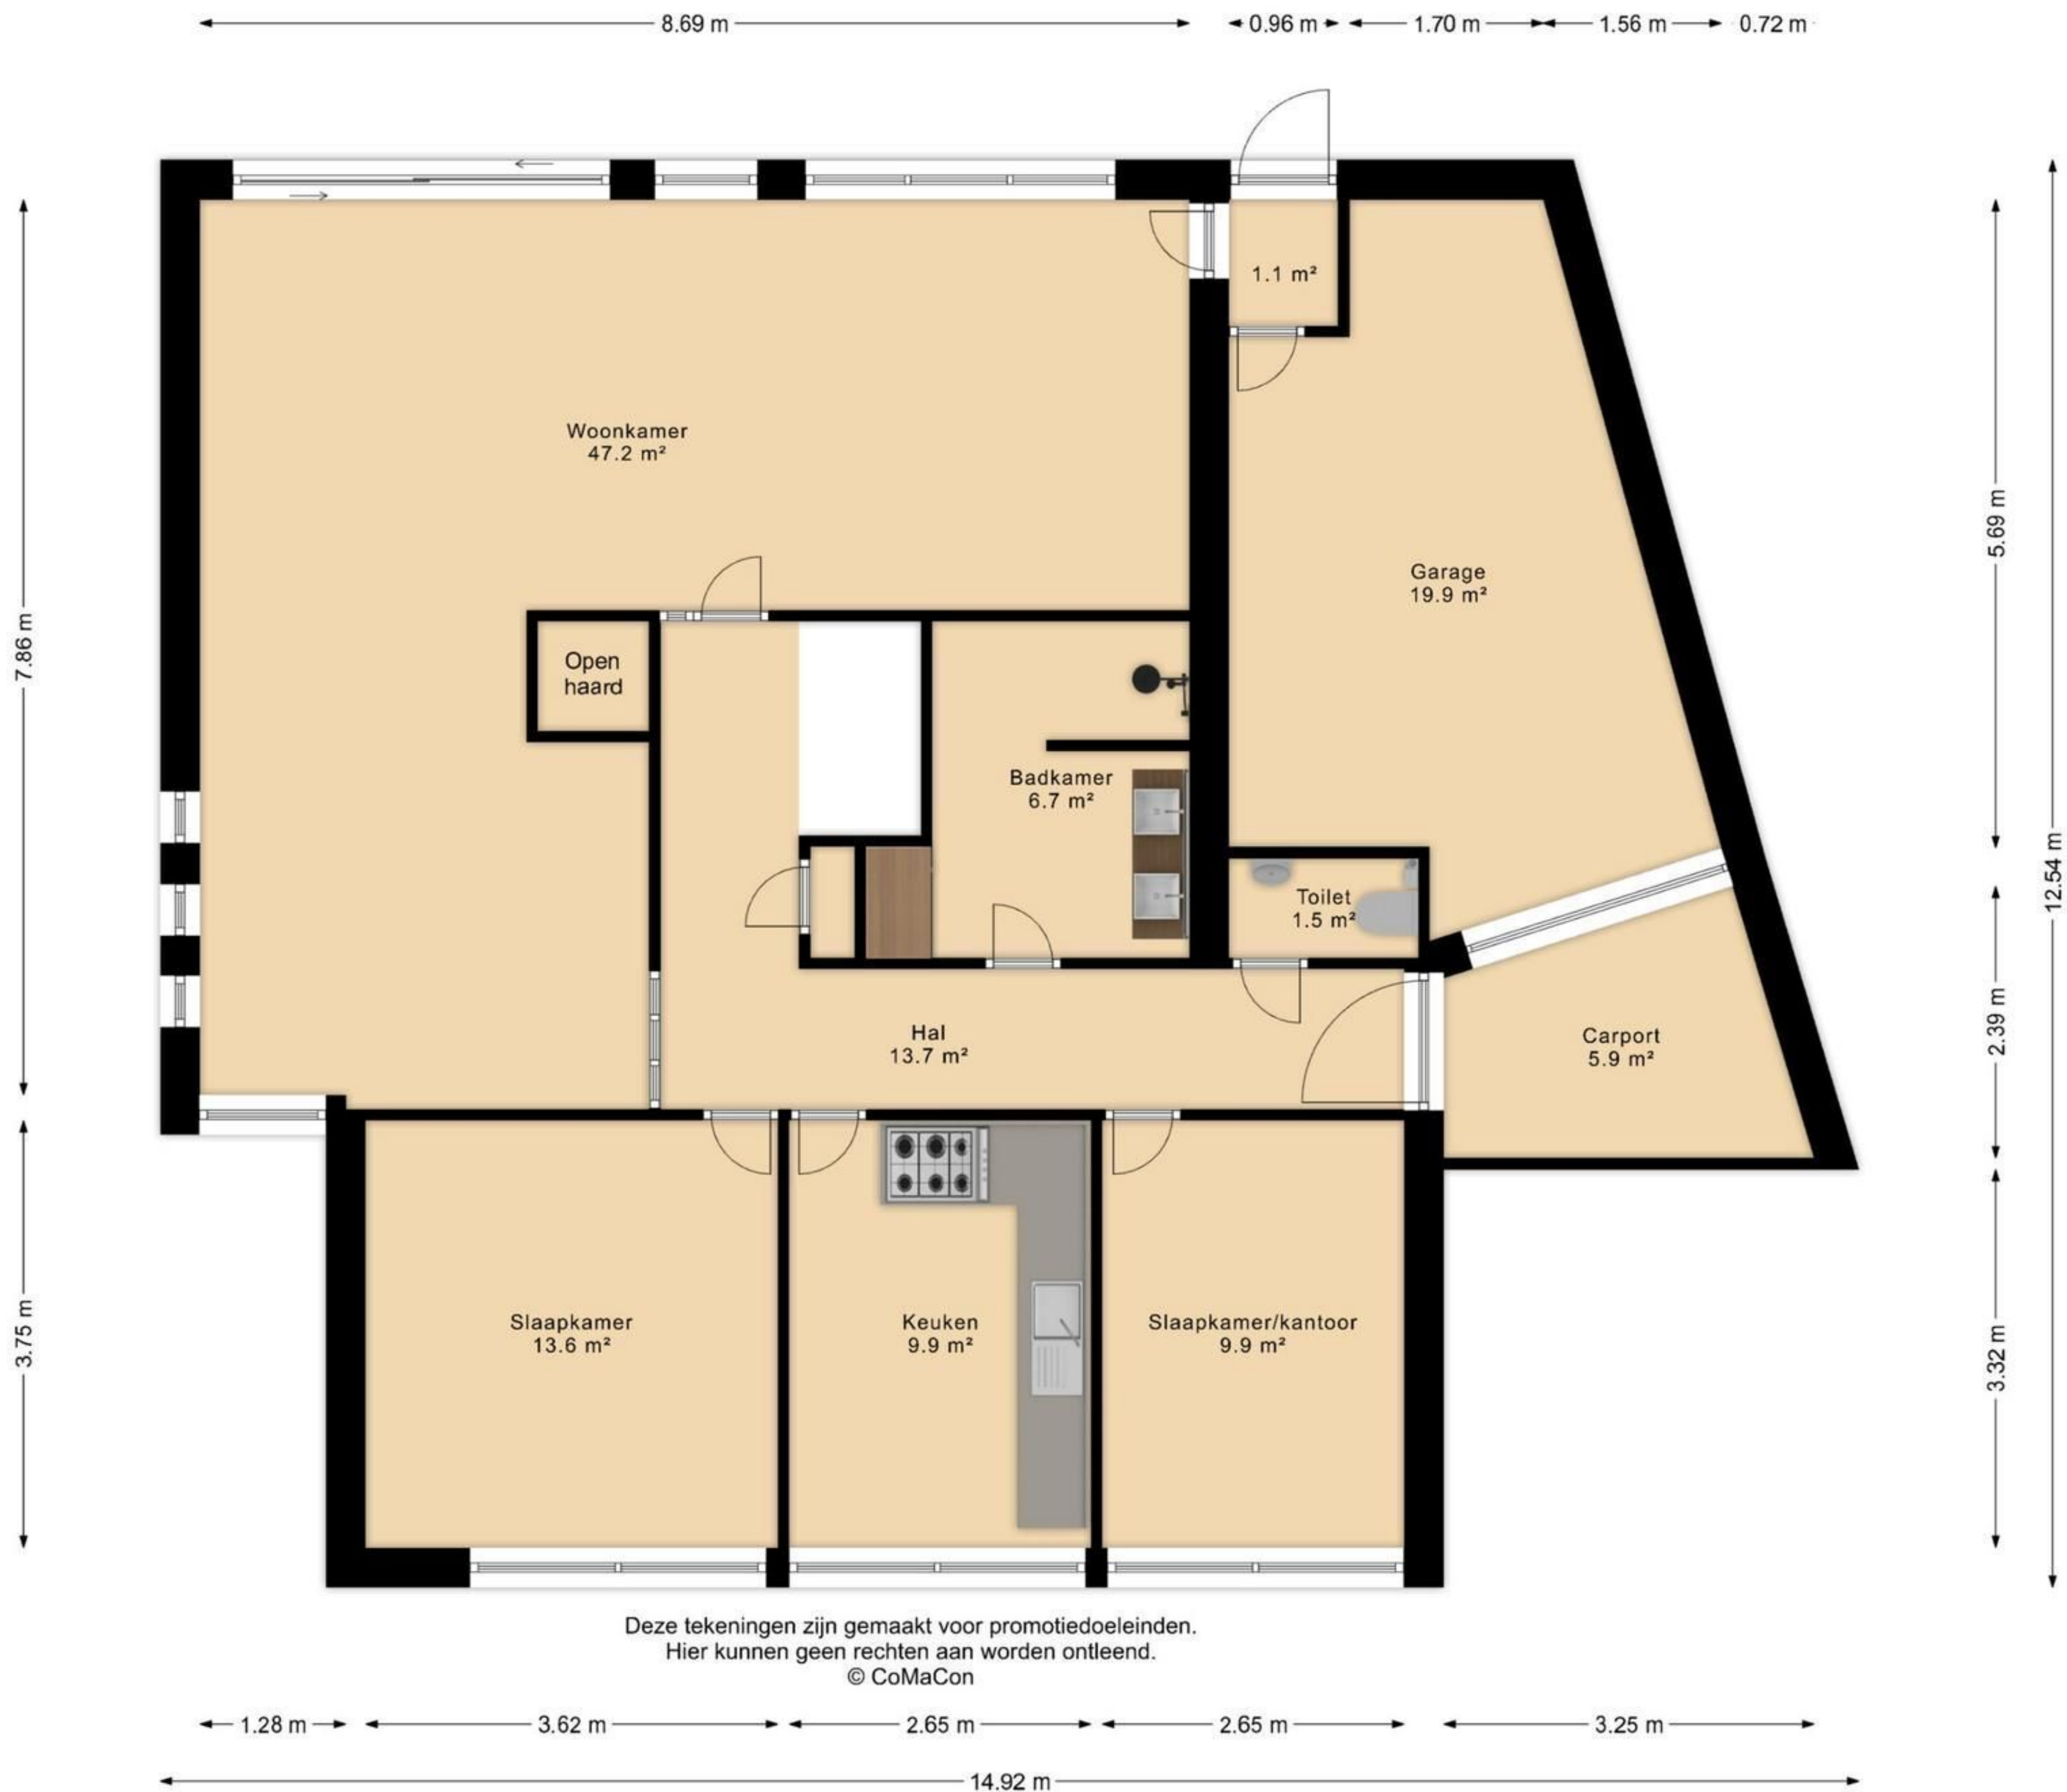 8.69 m 0.96 m 1.70 m 1.56 m 0.72 m
1.1 m²
Woonkamer
47.2 m²
Garage
19.9 m²
5.69 m
7.86 m
Open
haard
Badkamer
6.7 m²
Toilet
1.5 m²
12.54 m
Hal
13.7 m²
Carport
5.9 m²
2.39 m
Slaapkamer
13.6 m²
Keuken
9.9 m²
Slaapkamer/kantoor
9.9 m²
3.75 m
3.32 m
Deze tekeningen zijn gemaakt voor promotiedoeleinden.
Hier kunnen geen rechten aan worden ontleend.
© CoMaCon
1.28 m 3.62 m 2.65 m 2.65 m 3.25 m
14.92 m